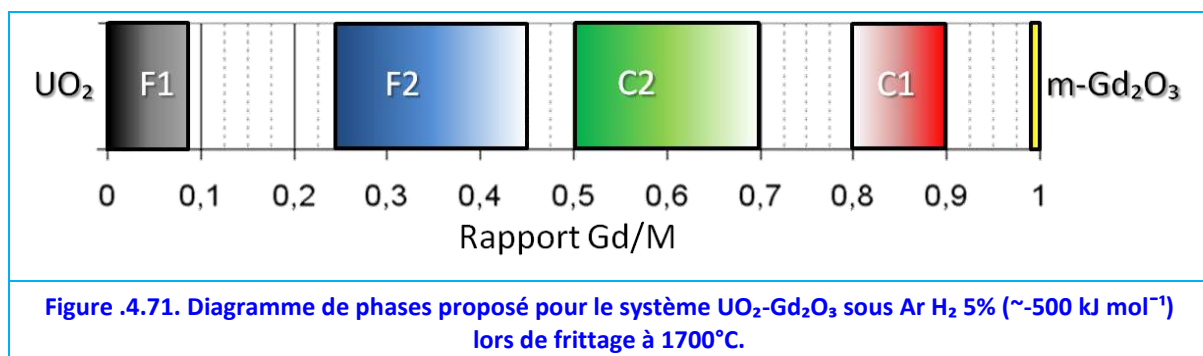 UO₂ F1 F2 C2 C1 m-Gd₂O₃
0 0,1 0,2 0,3 0,4 0,5 0,6 0,7 0,8 0,9 1
Rapport Gd/M
Figure .4.71. Diagramme de phases proposé pour le système UO₂-Gd₂O₃ sous Ar H₂ 5% (~-500 kJ mol⁻¹)
lors de frittage à 1700°C.